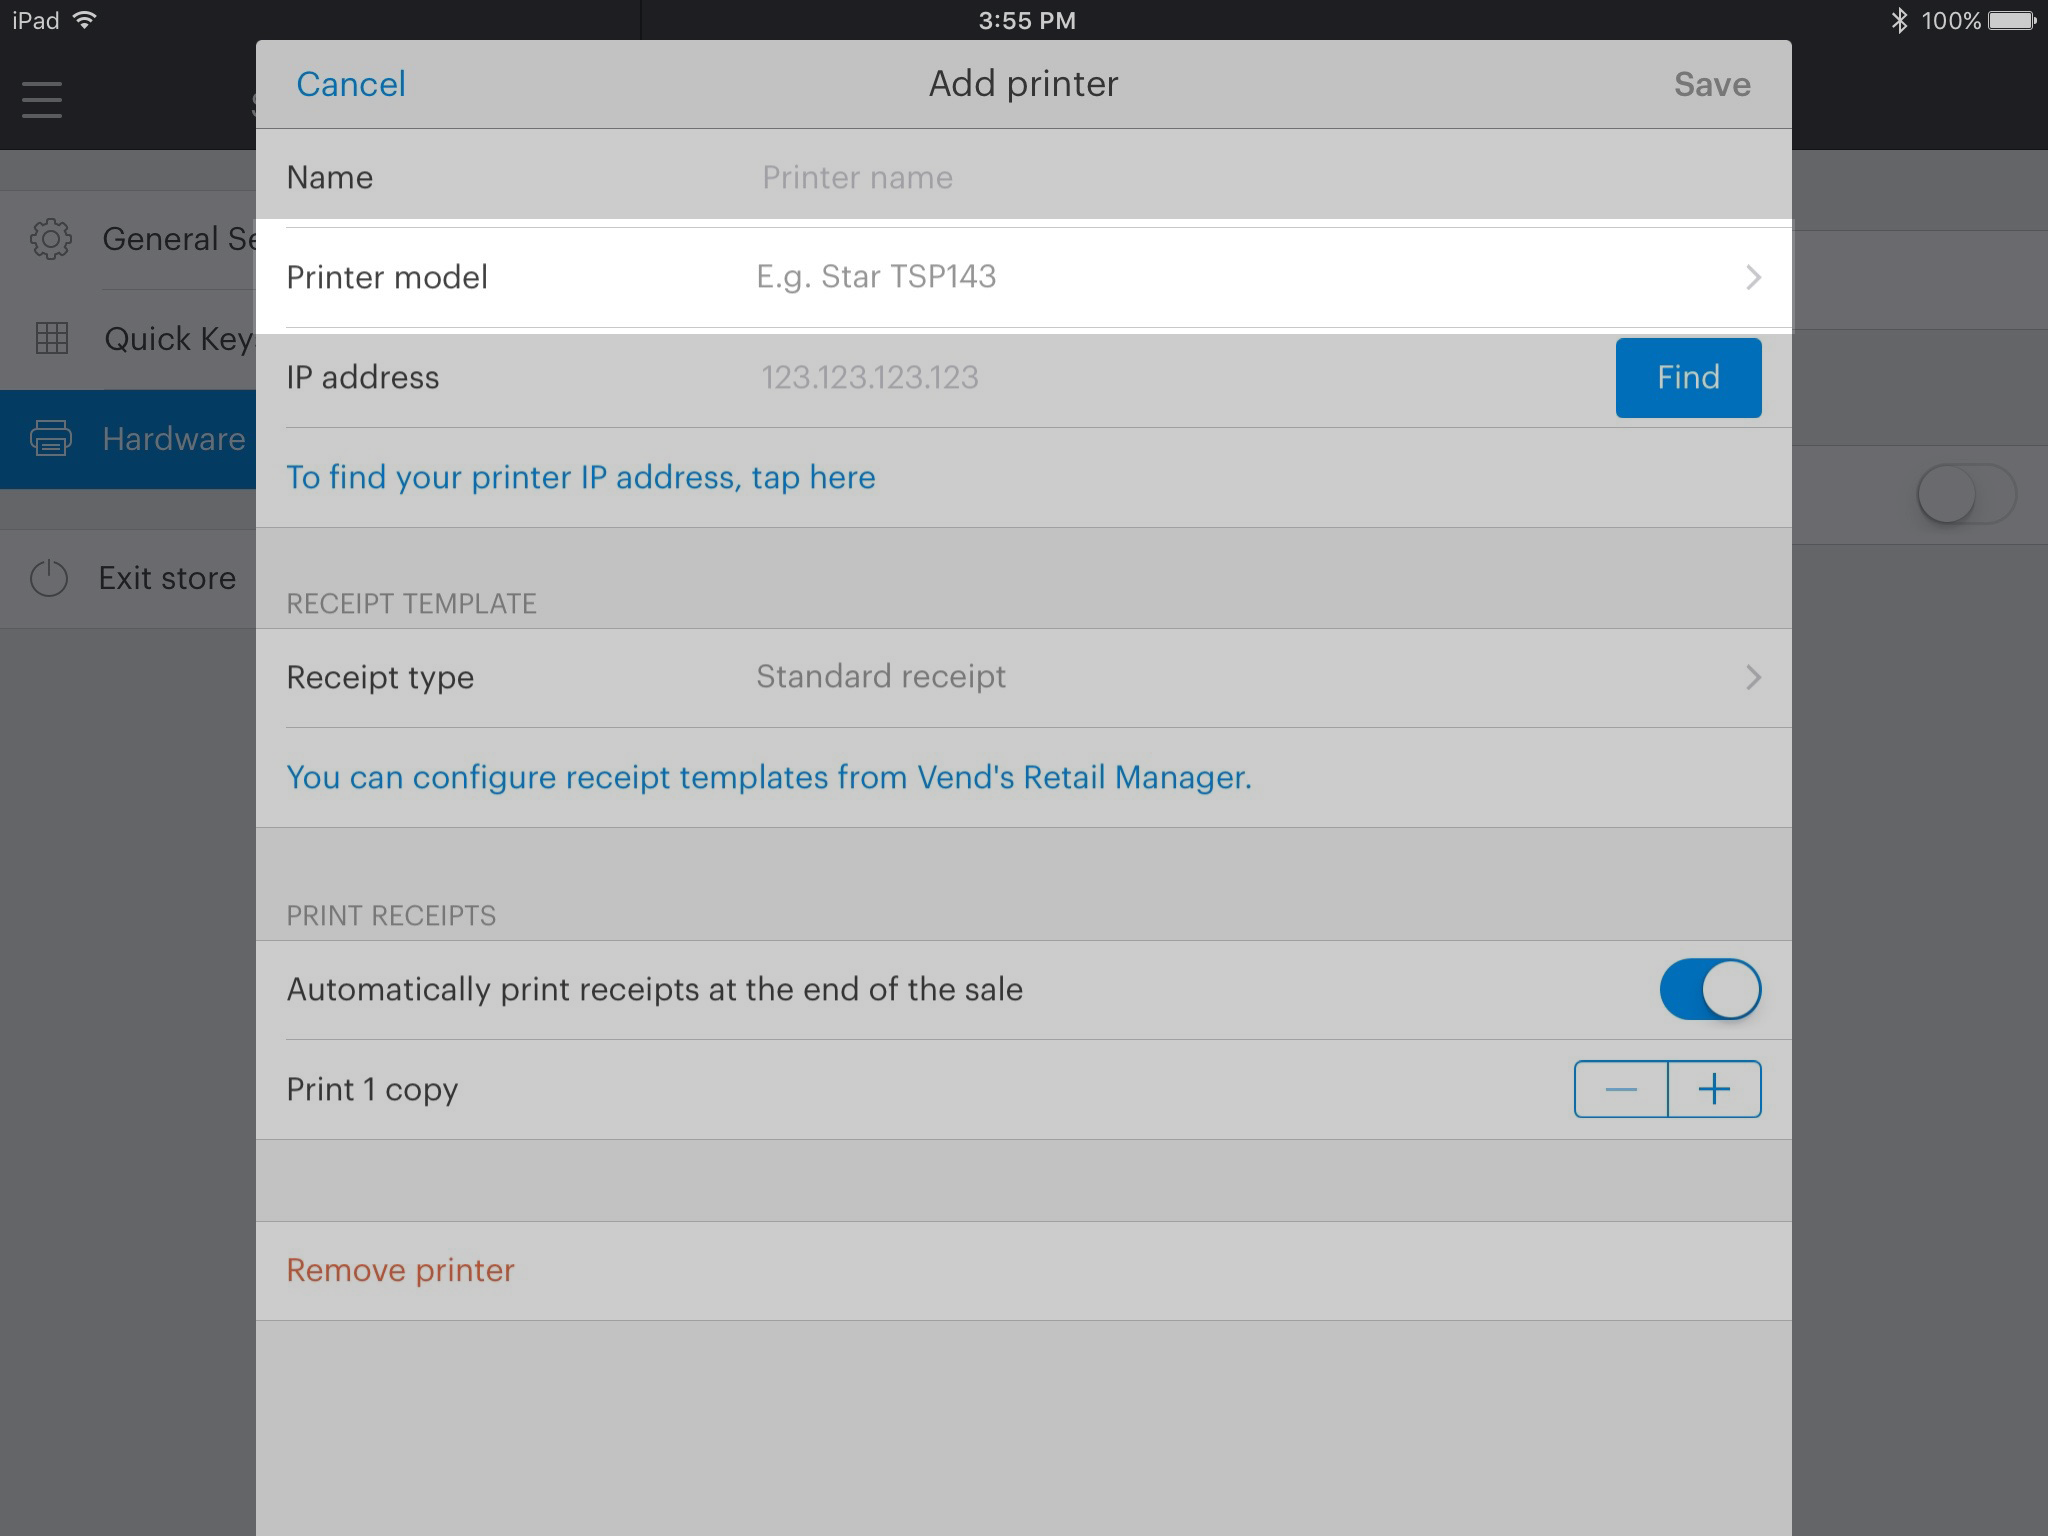 iPad 3:55 PM 100%
Cancel Add printer Save
Name Printer name
General Se
Printer model E.g. Star TSP143
Quick Key
IP address 123.123.123.123 Find
Hardware
To find your printer IP address, tap here
Exit store
RECEIPT TEMPLATE
Receipt type Standard receipt
You can configure receipt templates from Vend's Retail Manager.
PRINT RECEIPTS
Automatically print receipts at the end of the sale
Print 1 copy
Remove printer